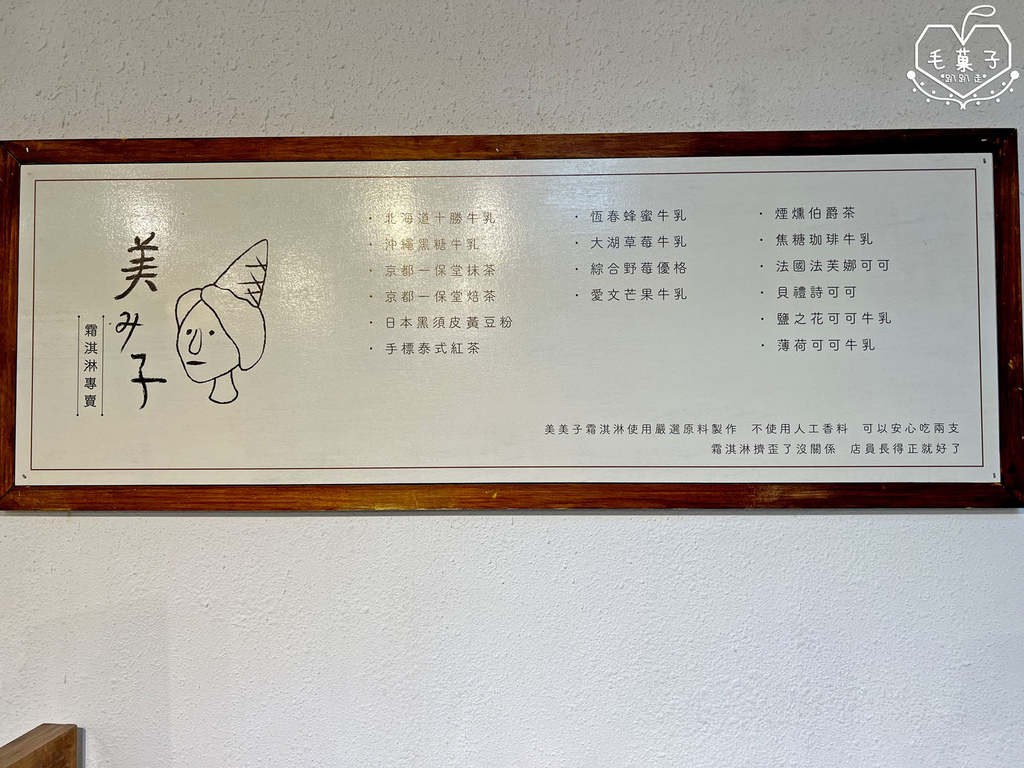 毛菓子
趴趴走
美み子
霜淇淋專賣
· 北海道十勝牛乳
· 沖繩黑糖牛乳
· 京都一保堂抹茶
· 京都一保堂焙茶
· 日本黑須皮黃豆粉
· 手標泰式紅茶
· 恆春蜂蜜牛乳
· 大湖草莓牛乳
· 綜合野莓優格
· 愛文芒果牛乳
· 煙燻伯爵茶
· 焦糖珈琲牛乳
· 法國法芙娜可可
· 貝禮詩可可
· 鹽之花可可牛乳
· 薄荷可可牛乳
美美子霜淇淋使用嚴選原料製作 不使用人工香料 可以安心吃兩支
霜淇淋擠歪了沒關係 店員長得正就好了